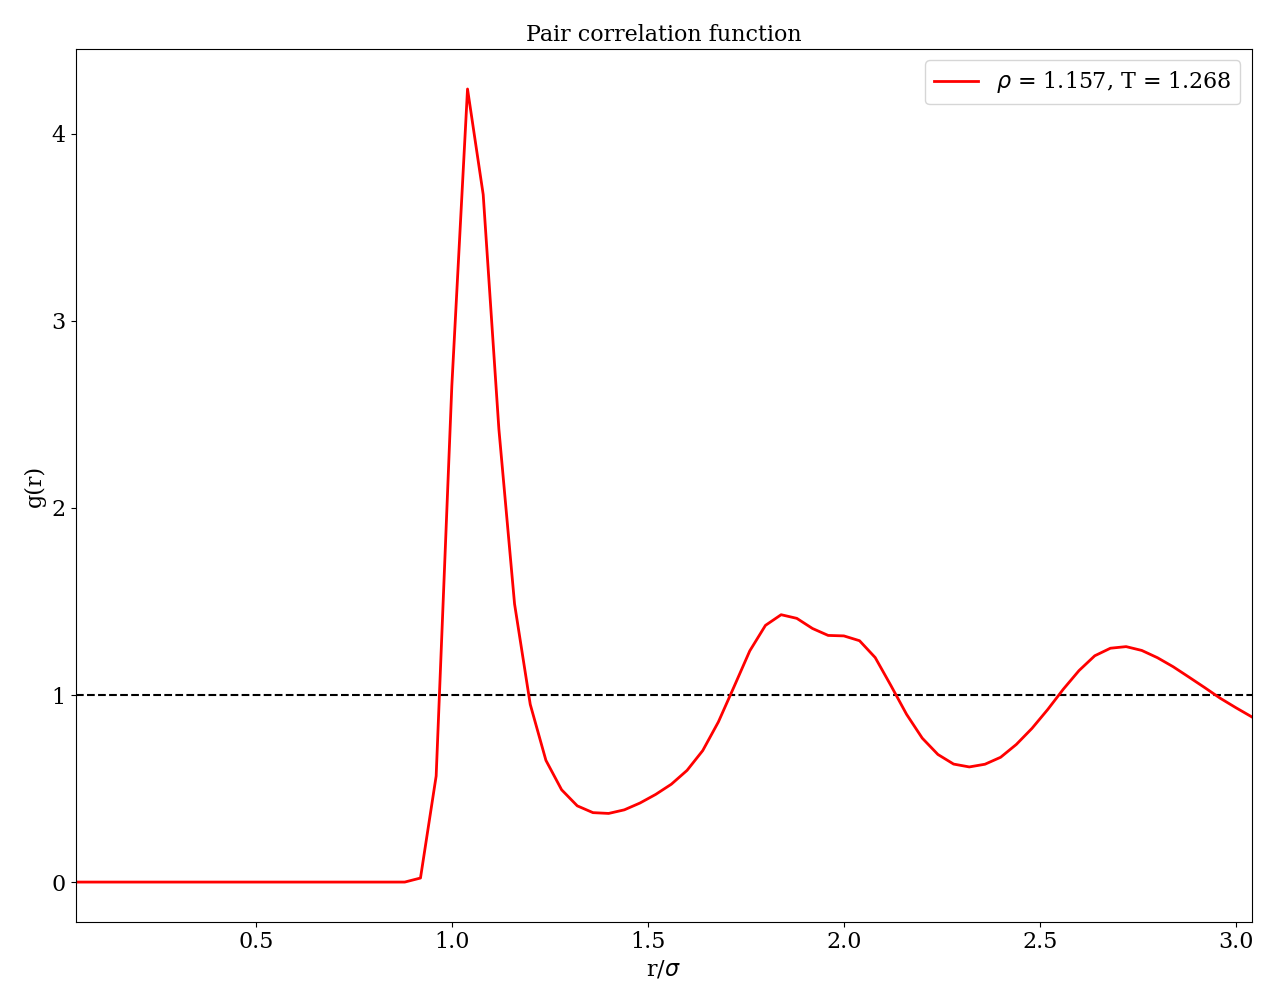 Pair correlation function
ρ = 1.157, T = 1.268
4
3
2
1
0
g(r)
0.5 1.0 1.5 2.0 2.5 3.0
r/σ